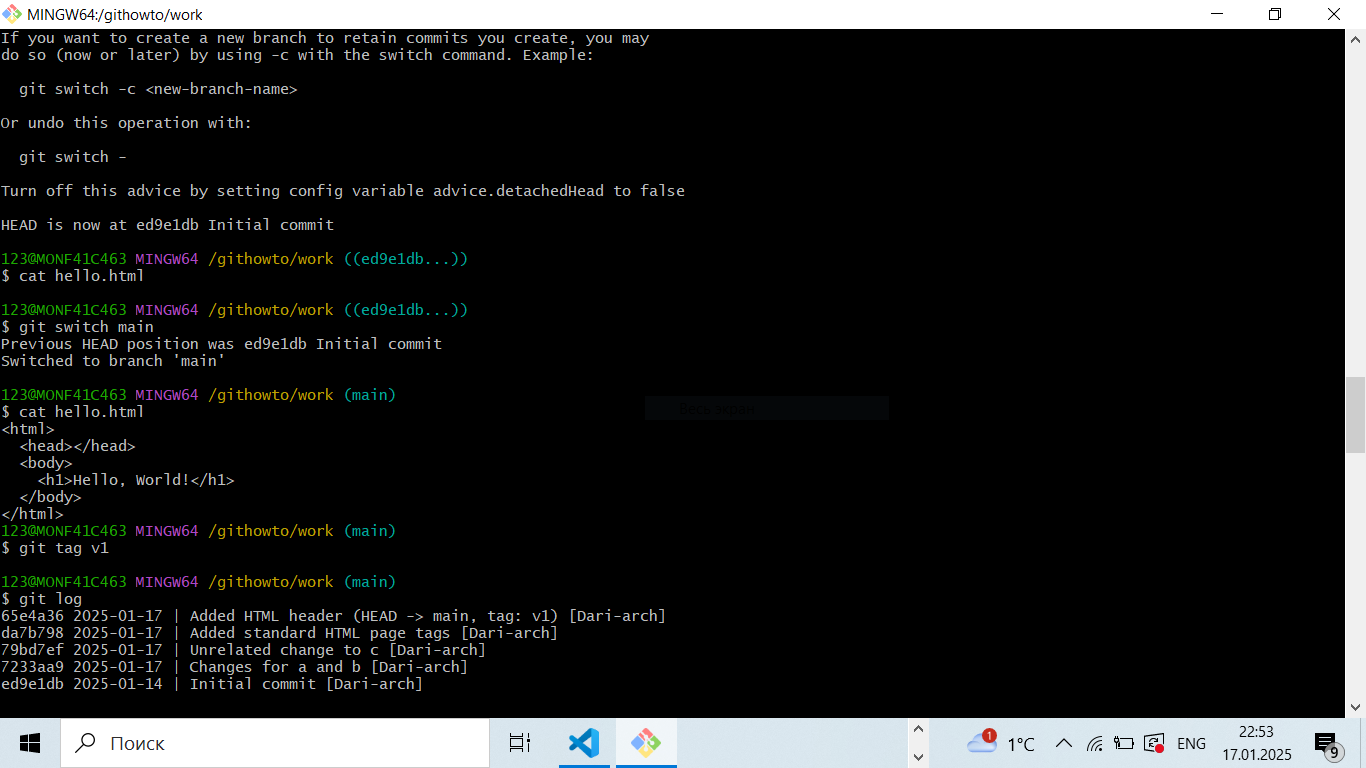 MINGW64:/githowto/work
If you want to create a new branch to retain commits you create, you may
do so (now or later) by using -c with the switch command. Example:
  git switch -c <new-branch-name>
Or undo this operation with:
  git switch -
Turn off this advice by setting config variable advice.detachedHead to false
HEAD is now at ed9e1db Initial commit
123@MONF41C463 MINGW64 /githowto/work ((ed9e1db...))
$ cat hello.html
123@MONF41C463 MINGW64 /githowto/work ((ed9e1db...))
$ git switch main
Previous HEAD position was ed9e1db Initial commit
Switched to branch 'main'
123@MONF41C463 MINGW64 /githowto/work (main)
$ cat hello.html
Весь экран
<html>
  <head></head>
  <body>
    <h1>Hello, World!</h1>
  </body>
</html>
123@MONF41C463 MINGW64 /githowto/work (main)
$ git tag v1
123@MONF41C463 MINGW64 /githowto/work (main)
$ git log
65e4a36 2025-01-17 | Added HTML header (HEAD -> main, tag: v1) [Dari-arch]
da7b798 2025-01-17 | Added standard HTML page tags [Dari-arch]
79bd7ef 2025-01-17 | Unrelated change to c [Dari-arch]
7233aa9 2025-01-17 | Changes for a and b [Dari-arch]
ed9e1db 2025-01-14 | Initial commit [Dari-arch]
Поиск
1
1°C
ENG
22:53
17.01.2025
9